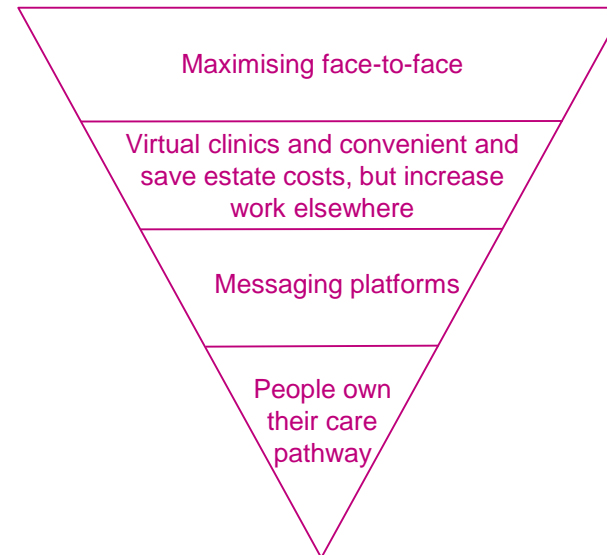 Maximising face-to-face
Virtual clinics and convenient and
save estate costs, but increase
work elsewhere
Messaging platforms
People own
their care
pathway